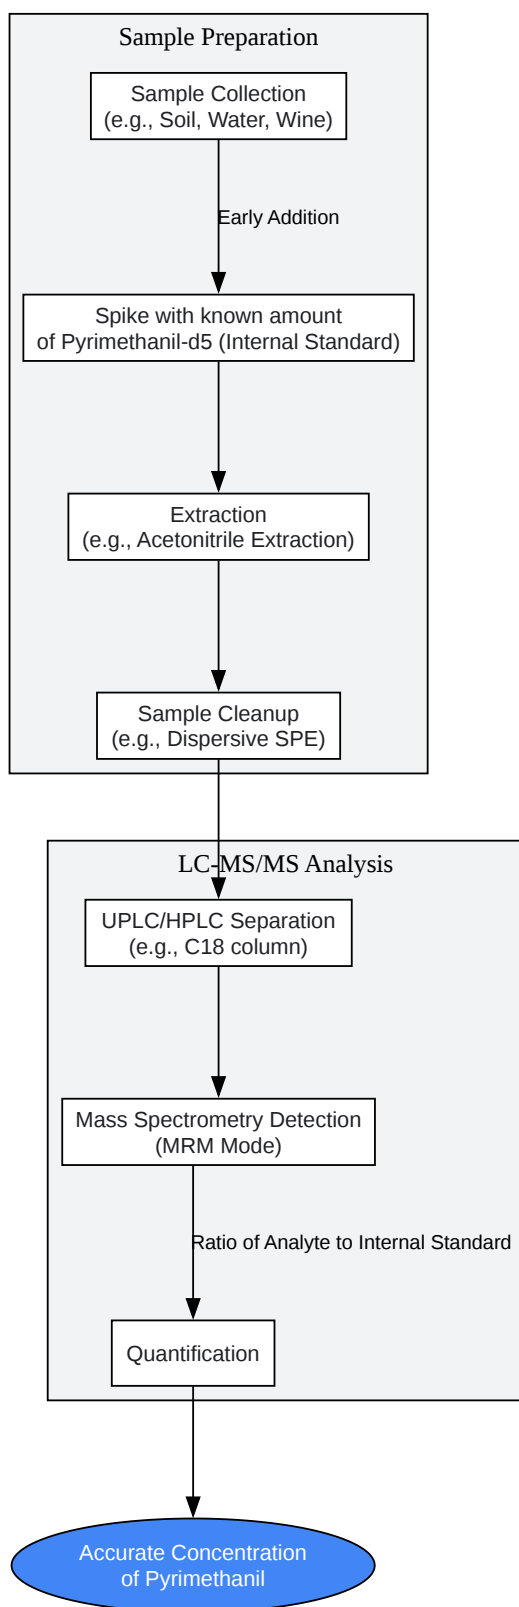 Sample Preparation
Sample Collection
(e.g., Soil, Water, Wine)
Early Addition
Spike with known amount
of Pyrimethanil-d5 (Internal Standard)
Extraction
(e.g., Acetonitrile Extraction)
Sample Cleanup
(e.g., Dispersive SPE)
LC-MS/MS Analysis
UPLC/HPLC Separation
(e.g., C18 column)
Mass Spectrometry Detection
(MRM Mode)
Ratio of Analyte to Internal Standard
Quantification
Accurate Concentration
of Pyrimethanil